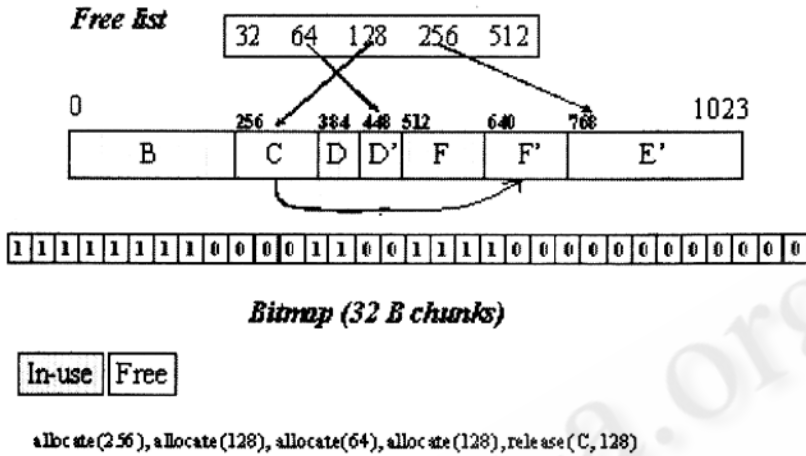 Free list
32 64 128 256 512
0 1023
256 384 448 512 640 768
B C D D' F F' E'
1 1 1 1 1 1 1 1 0 0 0 0 1 1 0 0 1 1 1 1 0 0 0 0 0 0 0 0 0 0 0 0
Bitmap (32 B chunks)
In-use Free
allocate(256), allocate(128), allocate(64), allocate(128), release(C, 128)
a.org